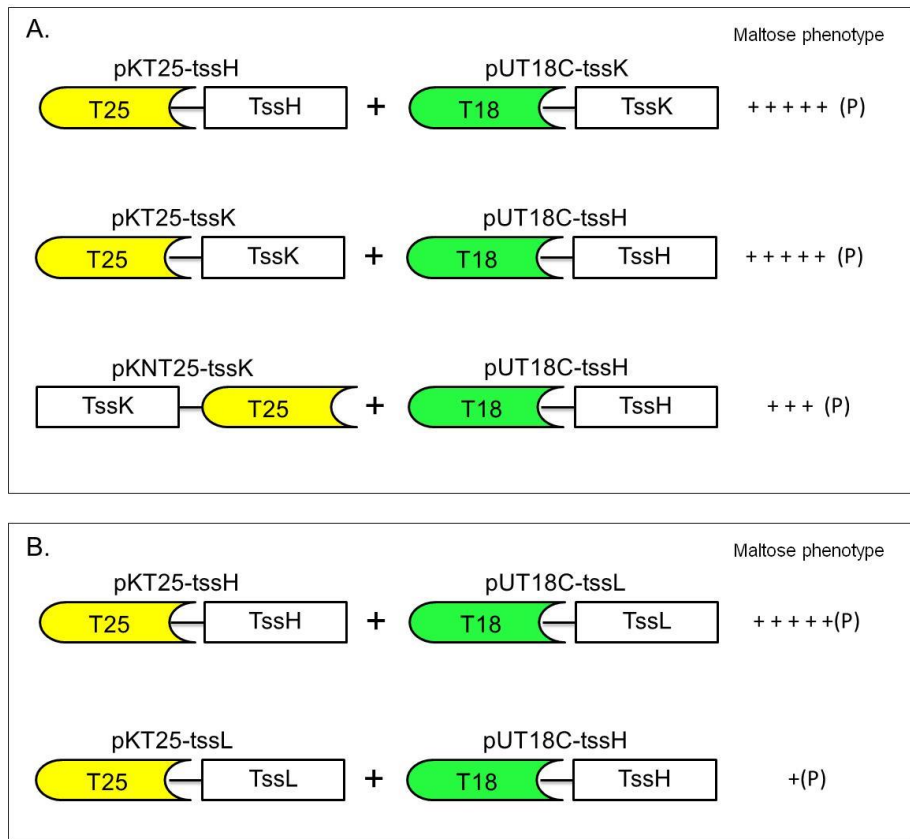 A.
Maltose phenotype
pKT25-tssH pUT18C-tssK
T25 TssH + T18 TssK + + + + + (P)
pKT25-tssK pUT18C-tssH
T25 TssK + T18 TssH + + + + + (P)
pKNT25-tssK pUT18C-tssH
TssK T25 + T18 TssH + + + (P)
B.
Maltose phenotype
pKT25-tssH pUT18C-tssL
T25 TssH + T18 TssL + + + + +(P)
pKT25-tssL pUT18C-tssH
T25 TssL + T18 TssH +(P)